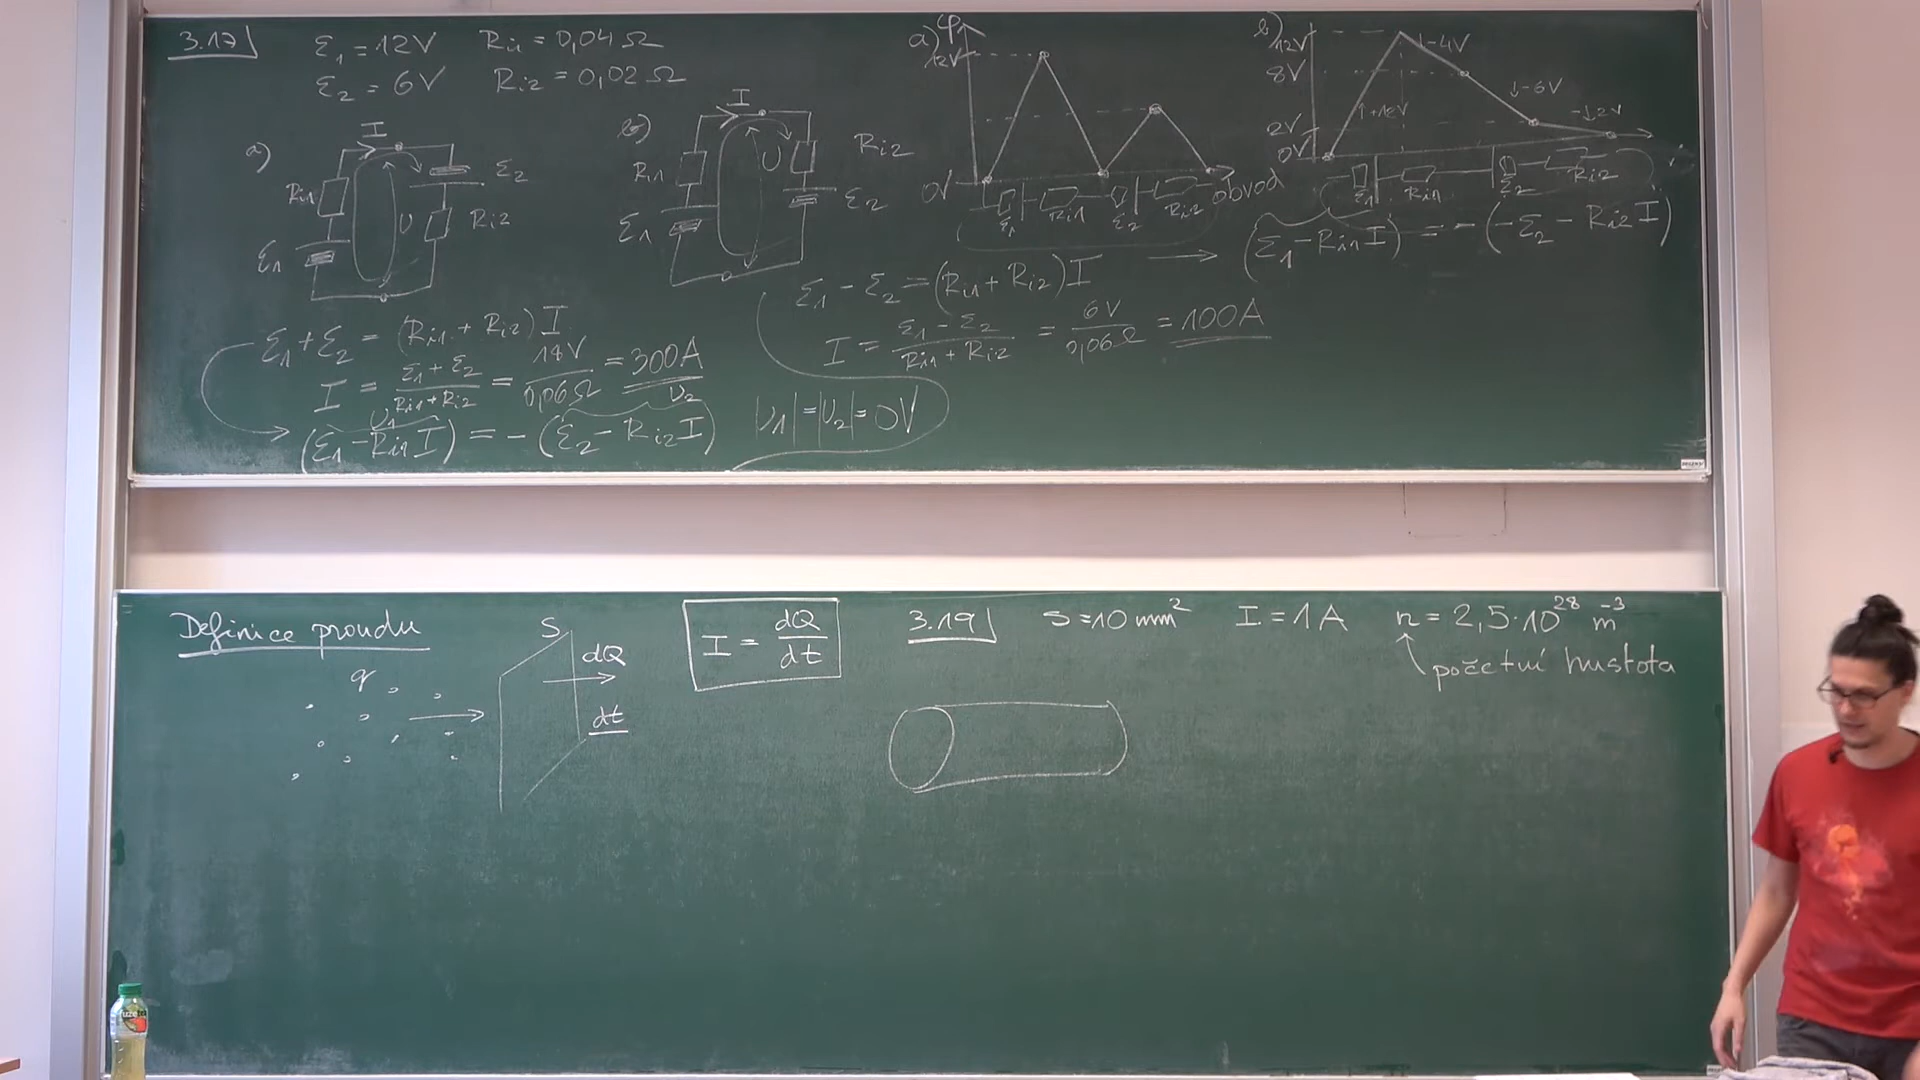 3.17
ε₁ = 12V   Ri1 = 0,04 Ω
ε₂ = 6V   Ri2 = 0,02 Ω
a)
I
Ri1
ε₁
U
ε₂
Ri2
b)
I
Ri1
ε₁
U
Ri2
ε₂
ε₁ + ε₂ = (Ri1 + Ri2) I
I = (ε₁ + ε₂)/(Ri1 + Ri2) = 18V/0,06Ω = 300A
U₁   U₂
(ε₁ − Ri1 I) = −(ε₂ − Ri2 I)
|U₁| = |U₂| = 0V
a) φ
12V
0V
ε₁ Ri1 ε₂ Ri2 obvod
ε₁ − ε₂ = (Ri1 + Ri2) I
I = (ε₁ − ε₂)/(Ri1 + Ri2) = 6V/0,06Ω = 100A
b)
12V
8V
2V
0V
↑+12V
↓−4V
↓−6V
−↓2V
ε₁ Ri1 ε₂ Ri2
→ (ε₁ − Ri1 I) = −(−ε₂ − Ri2 I)
Definice proudu
q
S
dQ
dt
I = dQ/dt
3.19   S = 10 mm²   I = 1A   n = 2,5·10²⁸ m⁻³
početní hustota